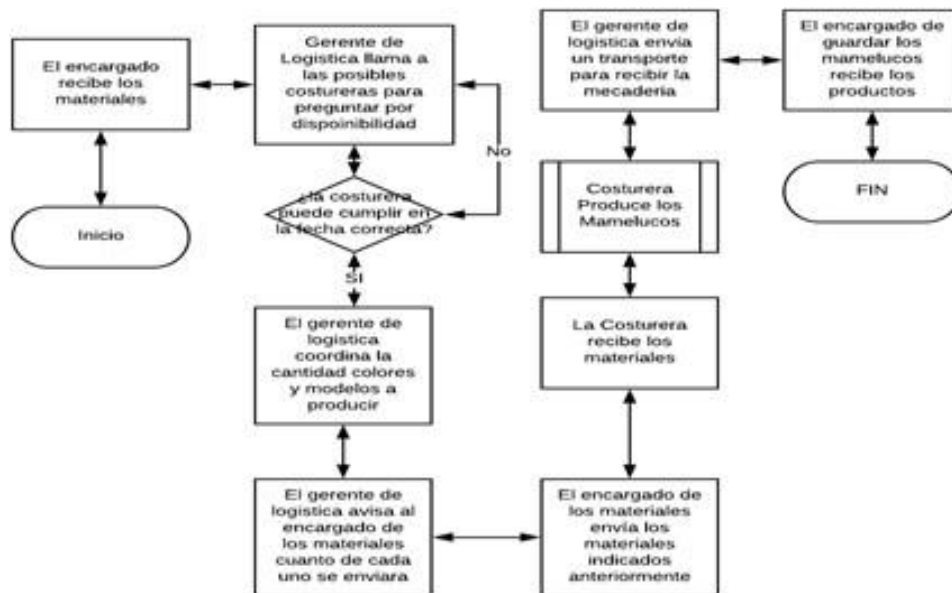 El encargado
recibe los
materiales
Inicio
Gerente de
Logística llama a
las posibles
costureras para
preguntar por
dispoinibilidad
No
¿la costurera
puede cumplir en
la fecha correcta?
SI
El gerente de
logística
coordina la
cantidad colores
y modelos a
producir
El gerente de
logistica avisa al
encargado de
los materiales
cuanto de cada
uno se enviara
El encargado de
los materiales
envía los
materiales
indicados
anteriormente
La Costurera
recibe los
materiales
Costurera
Produce los
Mamelucos
El gerente de
logistica envía
un transporte
para recibir la
mecadería
El encargado de
guardar los
mamelucos
recibe los
productos
FIN